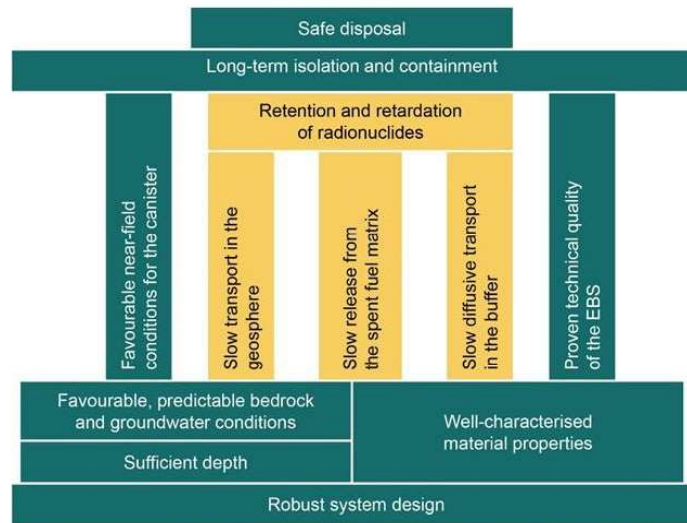 Safe disposal
Long-term isolation and containment
Retention and retardation
of radionuclides
Favourable near-field
conditions for the canister
Slow transport in the
geosphere
Slow release from
the spent fuel matrix
Slow diffusive transport
in the buffer
Proven technical quality
of the EBS
Favourable, predictable bedrock
and groundwater conditions
Well-characterised
material properties
Sufficient depth
Robust system design